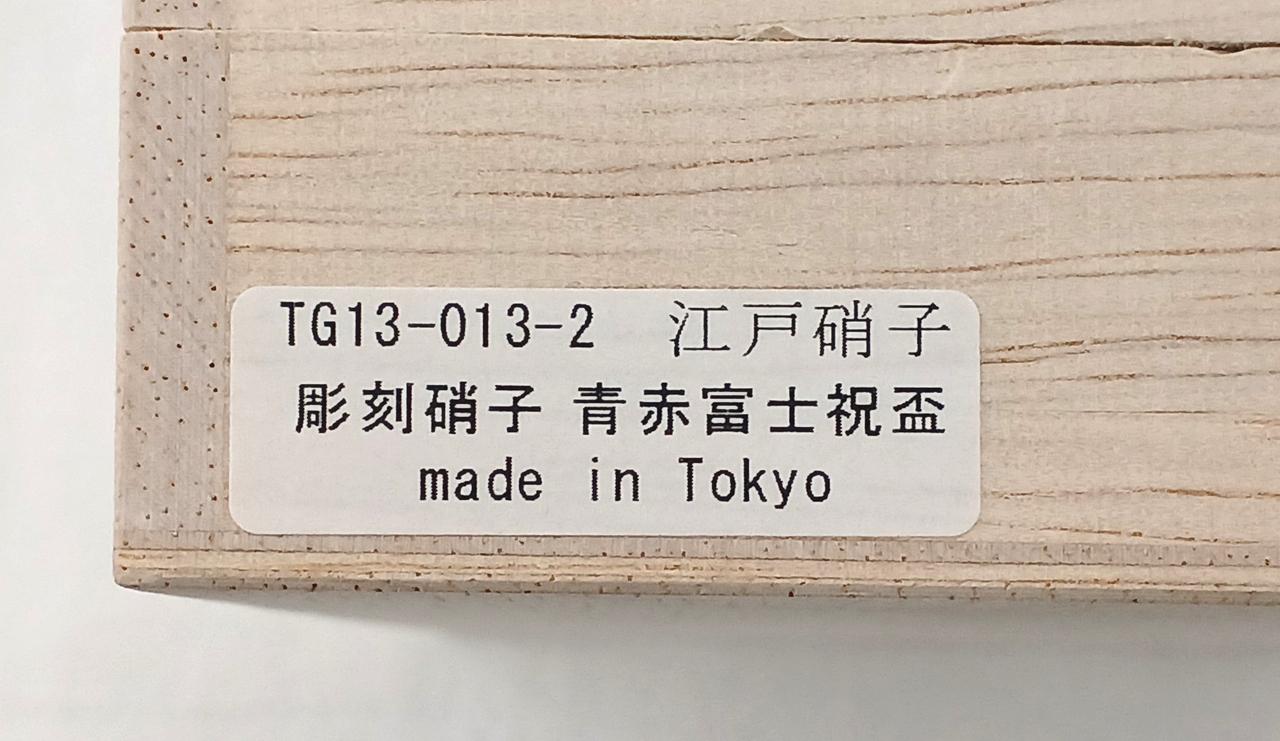 TG13-013-2 江戸硝子
彫刻硝子 青赤富士祝盃
made in Tokyo